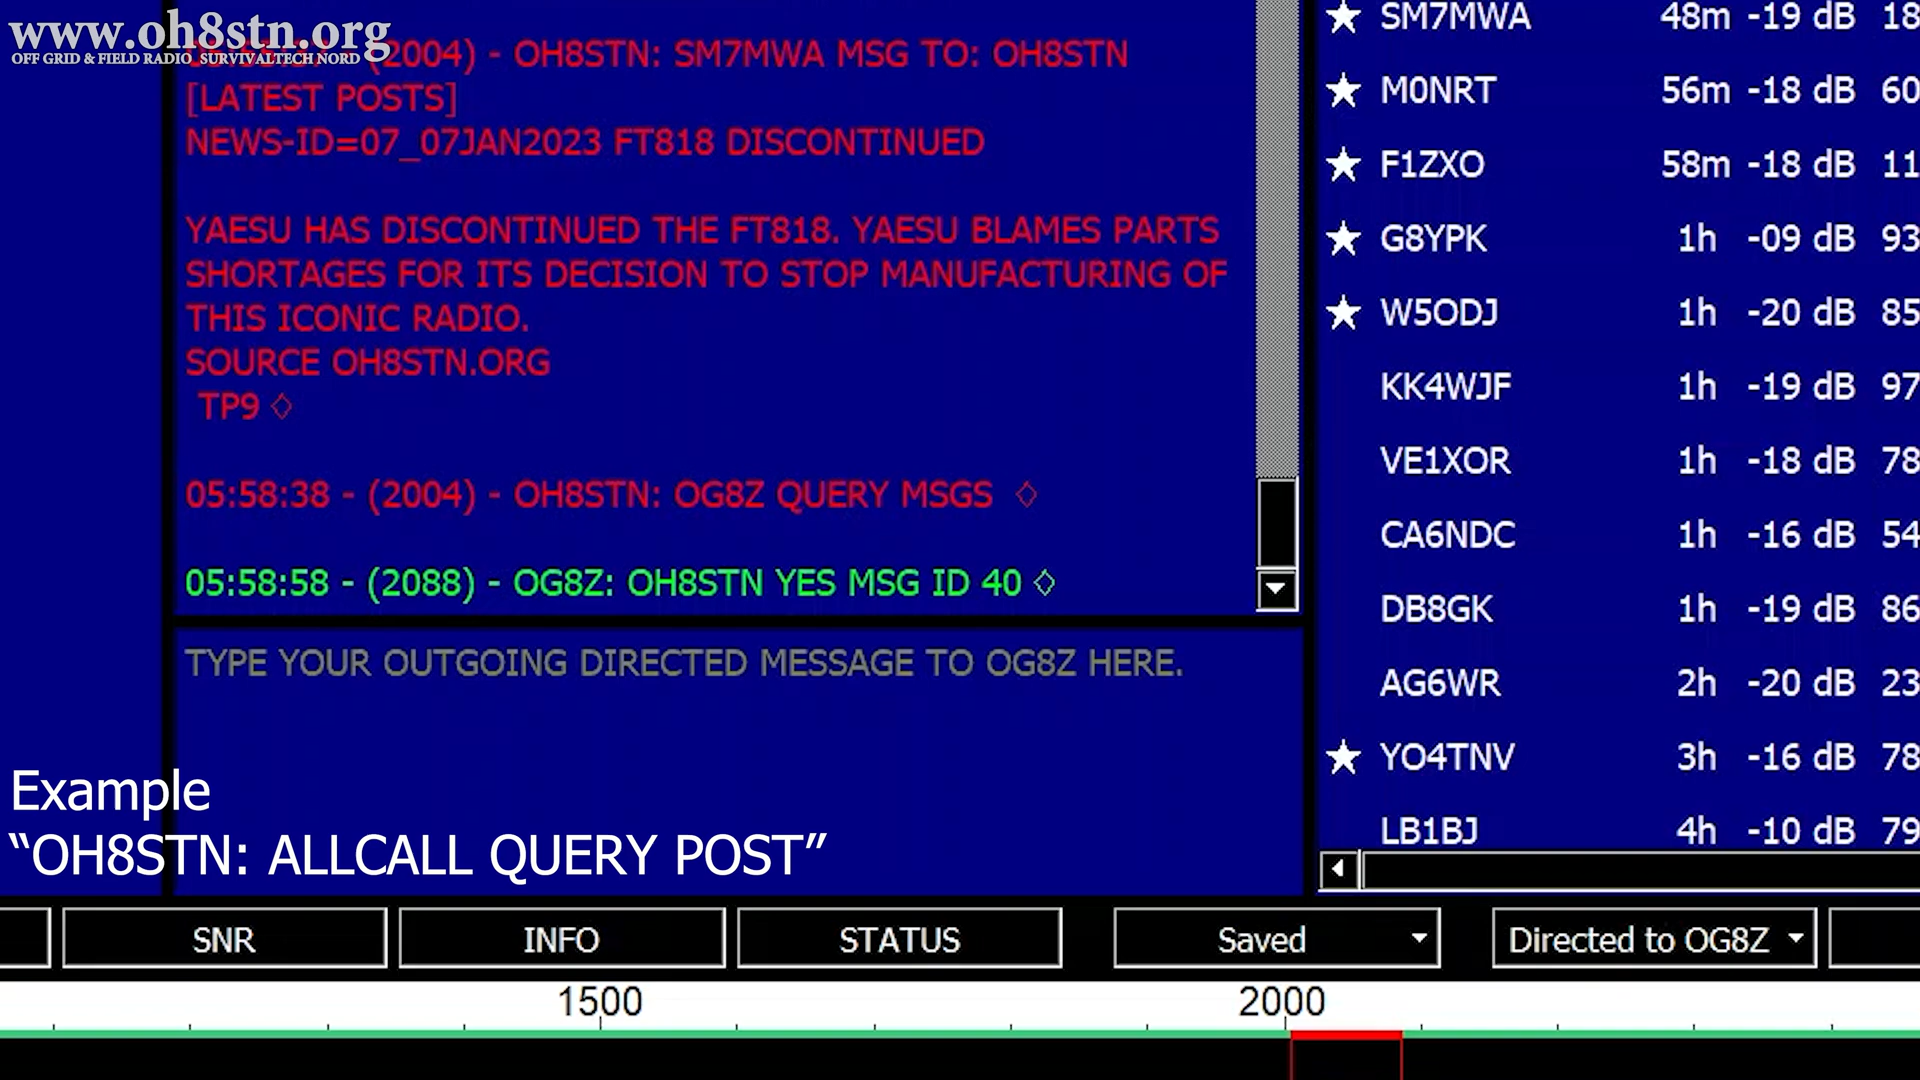 www.oh8stn.org
OFF GRID & FIELD RADIO SURVIVALTECH NORD
(2004) - OH8STN: SM7MWA MSG TO: OH8STN
[LATEST POSTS]
NEWS-ID=07_07JAN2023 FT818 DISCONTINUED
YAESU HAS DISCONTINUED THE FT818. YAESU BLAMES PARTS
SHORTAGES FOR ITS DECISION TO STOP MANUFACTURING OF
THIS ICONIC RADIO.
SOURCE OH8STN.ORG
TP9 ♢
05:58:38 - (2004) - OH8STN: OG8Z QUERY MSGS ♢
05:58:58 - (2088) - OG8Z: OH8STN YES MSG ID 40 ♢
TYPE YOUR OUTGOING DIRECTED MESSAGE TO OG8Z HERE.
Example
“OH8STN: ALLCALL QUERY POST”
★ SM7MWA 48m -19 dB 18
★ M0NRT 56m -18 dB 60
★ F1ZXO 58m -18 dB 11
★ G8YPK 1h -09 dB 93
★ W5ODJ 1h -20 dB 85
KK4WJF 1h -19 dB 97
VE1XOR 1h -18 dB 78
CA6NDC 1h -16 dB 54
DB8GK 1h -19 dB 86
AG6WR 2h -20 dB 23
★ YO4TNV 3h -16 dB 78
LB1BJ 4h -10 dB 79
SNR INFO STATUS Saved Directed to OG8Z
1500 2000